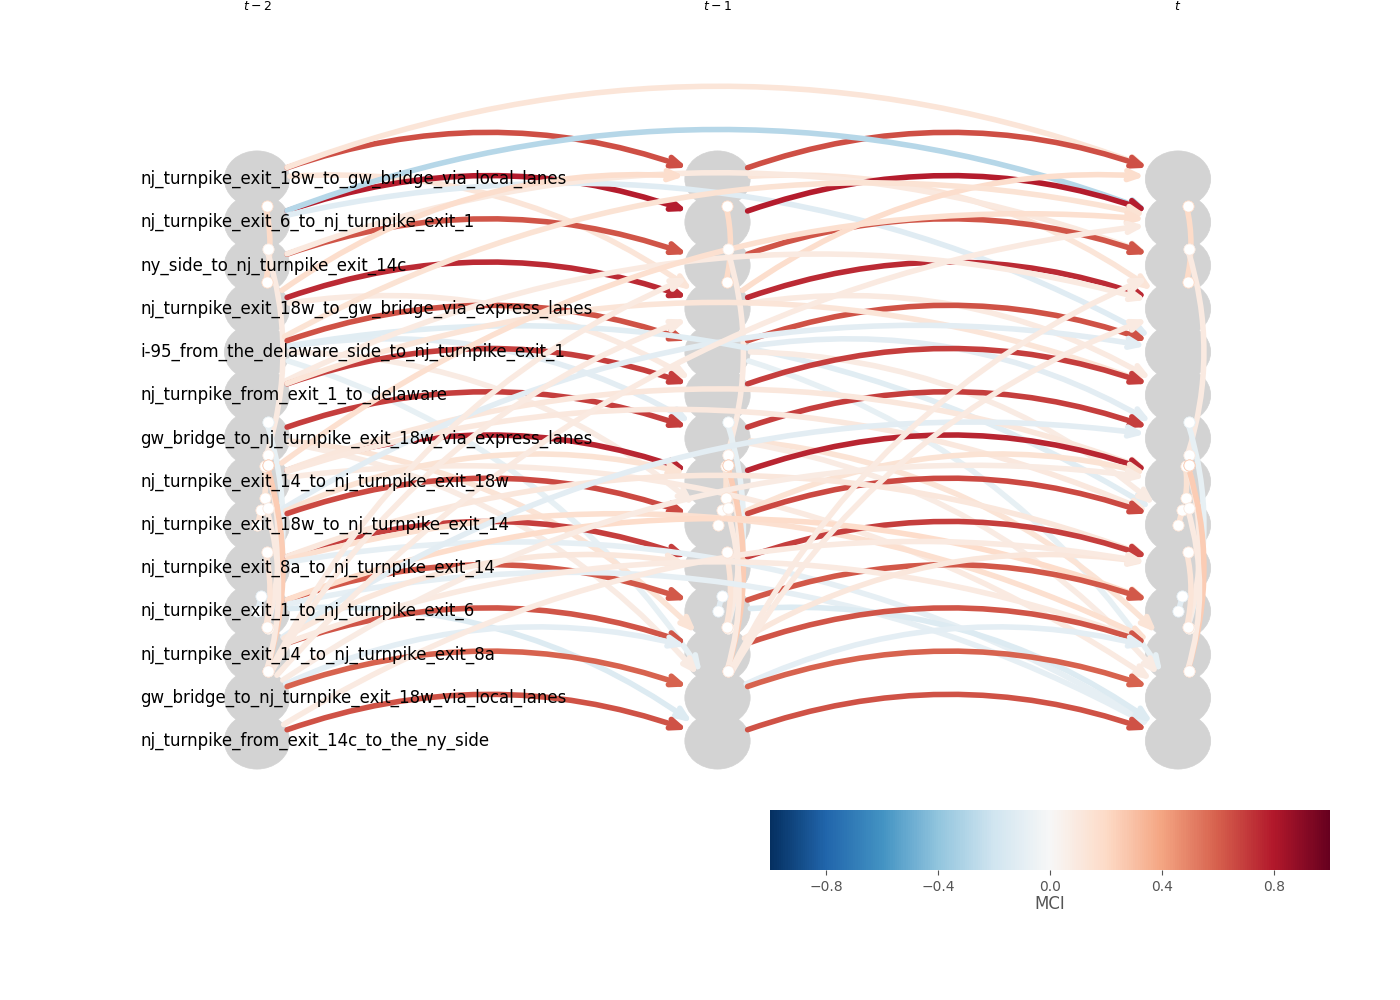 t − 2 t − 1 t
nj_turnpike_exit_18w_to_gw_bridge_via_local_lanes
nj_turnpike_exit_6_to_nj_turnpike_exit_1
ny_side_to_nj_turnpike_exit_14c
nj_turnpike_exit_18w_to_gw_bridge_via_express_lanes
i-95_from_the_delaware_side_to_nj_turnpike_exit_1
nj_turnpike_from_exit_1_to_delaware
gw_bridge_to_nj_turnpike_exit_18w_via_express_lanes
nj_turnpike_exit_14_to_nj_turnpike_exit_18w
nj_turnpike_exit_18w_to_nj_turnpike_exit_14
nj_turnpike_exit_8a_to_nj_turnpike_exit_14
nj_turnpike_exit_1_to_nj_turnpike_exit_6
nj_turnpike_exit_14_to_nj_turnpike_exit_8a
gw_bridge_to_nj_turnpike_exit_18w_via_local_lanes
nj_turnpike_from_exit_14c_to_the_ny_side
−0.8 −0.4 0.0 0.4 0.8
MCI